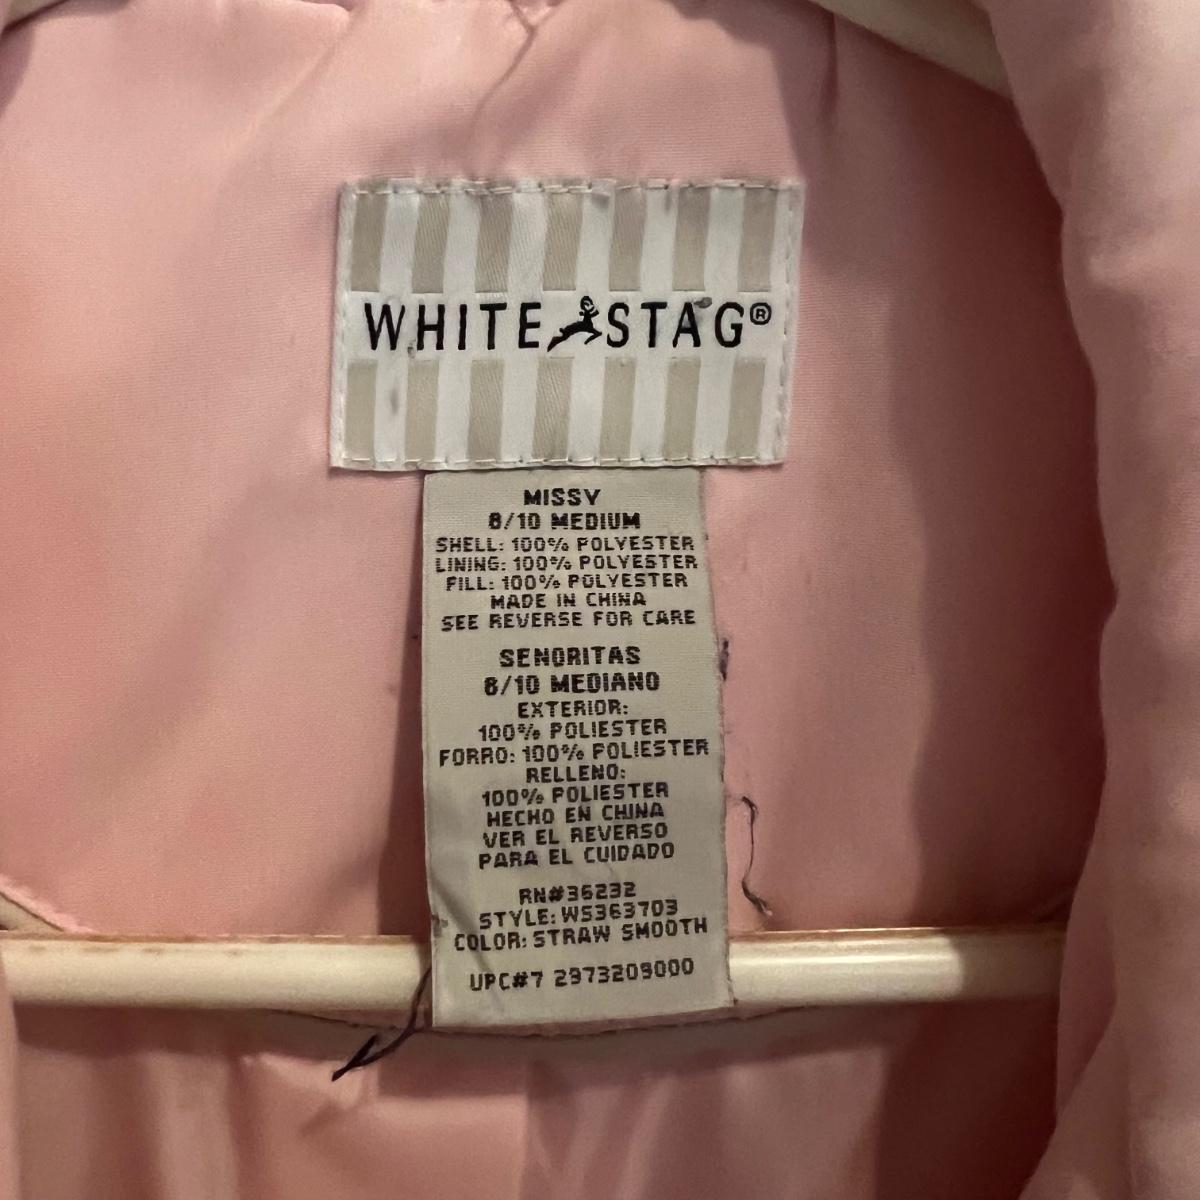 WHITE STAG®
MISSY
8/10 MEDIUM
SHELL: 100% POLYESTER
LINING: 100% POLYESTER
FILL: 100% POLYESTER
MADE IN CHINA
SEE REVERSE FOR CARE
SENORITAS
8/10 MEDIANO
EXTERIOR:
100% POLIESTER
FORRO: 100% POLIESTER
RELLENO:
100% POLIESTER
HECHO EN CHINA
VER EL REVERSO
PARA EL CUIDADO
RN#36232
STYLE: WS363703
COLOR: STRAW SMOOTH
UPC#7 2973209000